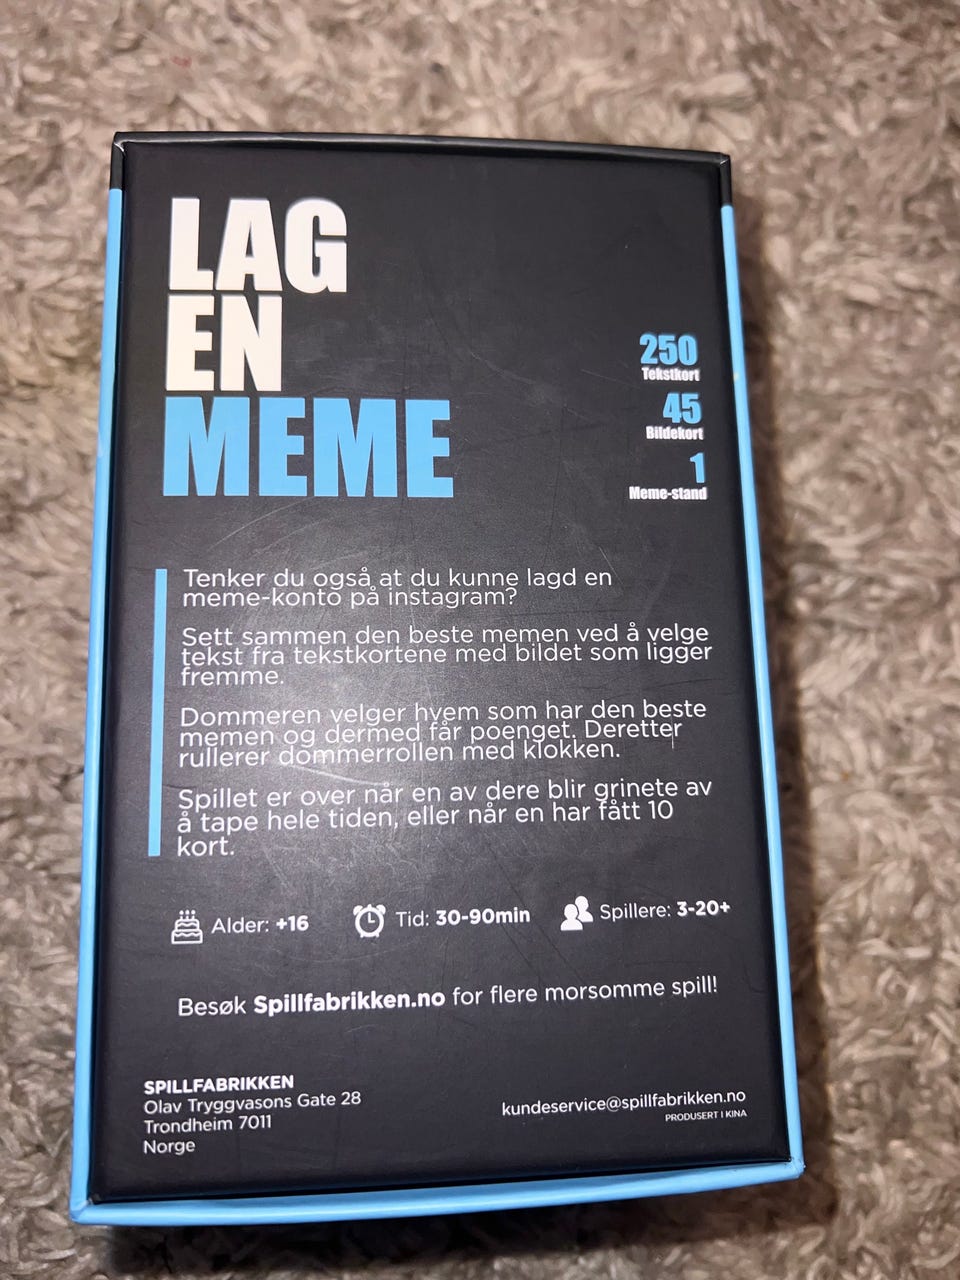 LAG
EN
MEME
250
Tekstkort
45
Bildekort
1
Meme-stand
Tenker du også at du kunne lagd en
meme-konto på instagram?
Sett sammen den beste memen ved å velge
tekst fra tekstkortene med bildet som ligger
fremme.
Dommeren velger hvem som har den beste
memen og dermed får poenget. Deretter
rullerer dommerrollen med klokken.
Spillet er over når en av dere blir grinete av
å tape hele tiden, eller når en har fått 10
kort.
Alder: +16 Tid: 30-90min Spillere: 3-20+
Besøk Spillfabrikken.no for flere morsomme spill!
SPILLFABRIKKEN
Olav Tryggvasons Gate 28
Trondheim 7011
Norge
kundeservice@spillfabrikken.no
PRODUSERT I KINA